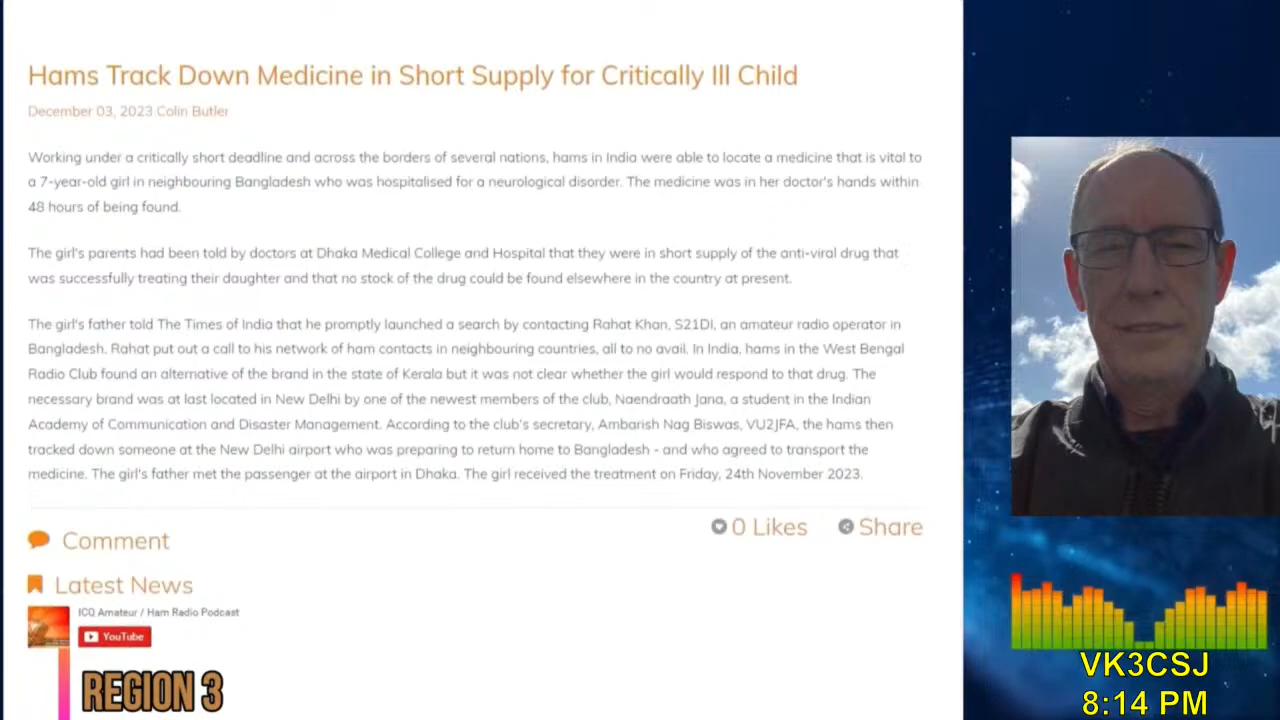 Hams Track Down Medicine in Short Supply for Critically Ill Child
December 03, 2023 Colin Butler
Working under a critically short deadline and across the borders of several nations, hams in India were able to locate a medicine that is vital to
a 7-year-old girl in neighbouring Bangladesh who was hospitalised for a neurological disorder. The medicine was in her doctor's hands within
48 hours of being found.
The girl's parents had been told by doctors at Dhaka Medical College and Hospital that they were in short supply of the anti-viral drug that
was successfully treating their daughter and that no stock of the drug could be found elsewhere in the country at present.
The girl's father told The Times of India that he promptly launched a search by contacting Rahat Khan, S21DI, an amateur radio operator in
Bangladesh. Rahat put out a call to his network of ham contacts in neighbouring countries, all to no avail. In India, hams in the West Bengal
Radio Club found an alternative of the brand in the state of Kerala but it was not clear whether the girl would respond to that drug. The
necessary brand was at last located in New Delhi by one of the newest members of the club, Naendraath Jana, a student in the Indian
Academy of Communication and Disaster Management. According to the club's secretary, Ambarish Nag Biswas, VU2JFA, the hams then
tracked down someone at the New Delhi airport who was preparing to return home to Bangladesh - and who agreed to transport the
medicine. The girl's father met the passenger at the airport in Dhaka. The girl received the treatment on Friday, 24th November 2023.
0 Likes Share
Comment
Latest News
ICQ Amateur / Ham Radio Podcast
YouTube
REGION 3
VK3CSJ
8:14 PM